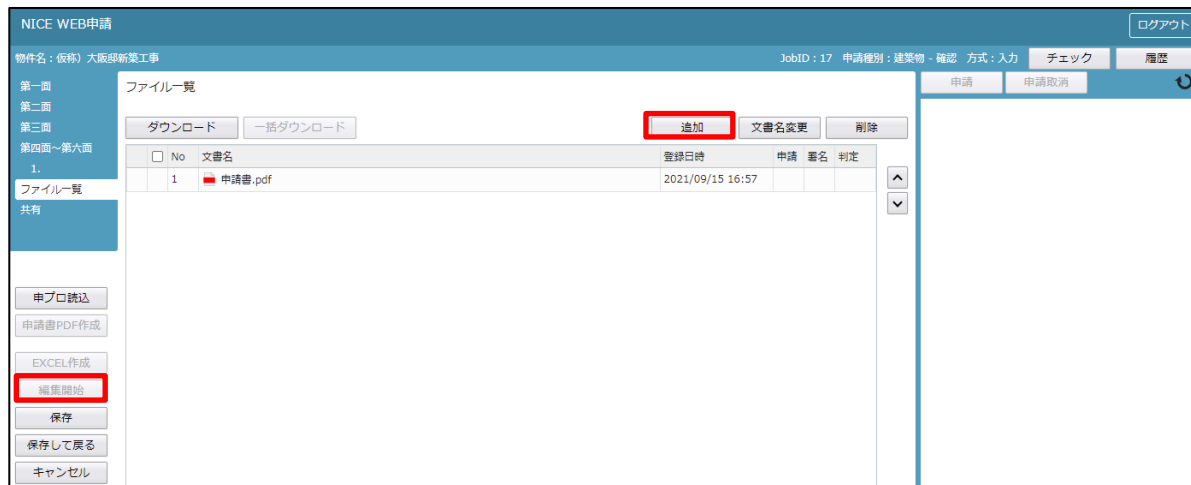 NICE WEB申請
ログアウト
物件名：仮称）大阪邸新築工事 JobID：17 申請種別：建築物 - 確認 方式：入力 チェック 履歴
第一面
第二面
第三面
第四面～第六面
1.
ファイル一覧
共有
申プロ読込
申請書PDF作成
EXCEL作成
編集開始
保存
保存して戻る
キャンセル
ファイル一覧
ダウンロード 一括ダウンロード 追加 文書名変更 削除
No 文書名 登録日時 申請 署名 判定
1 申請書.pdf 2021/09/15 16:57
申請 申請取消